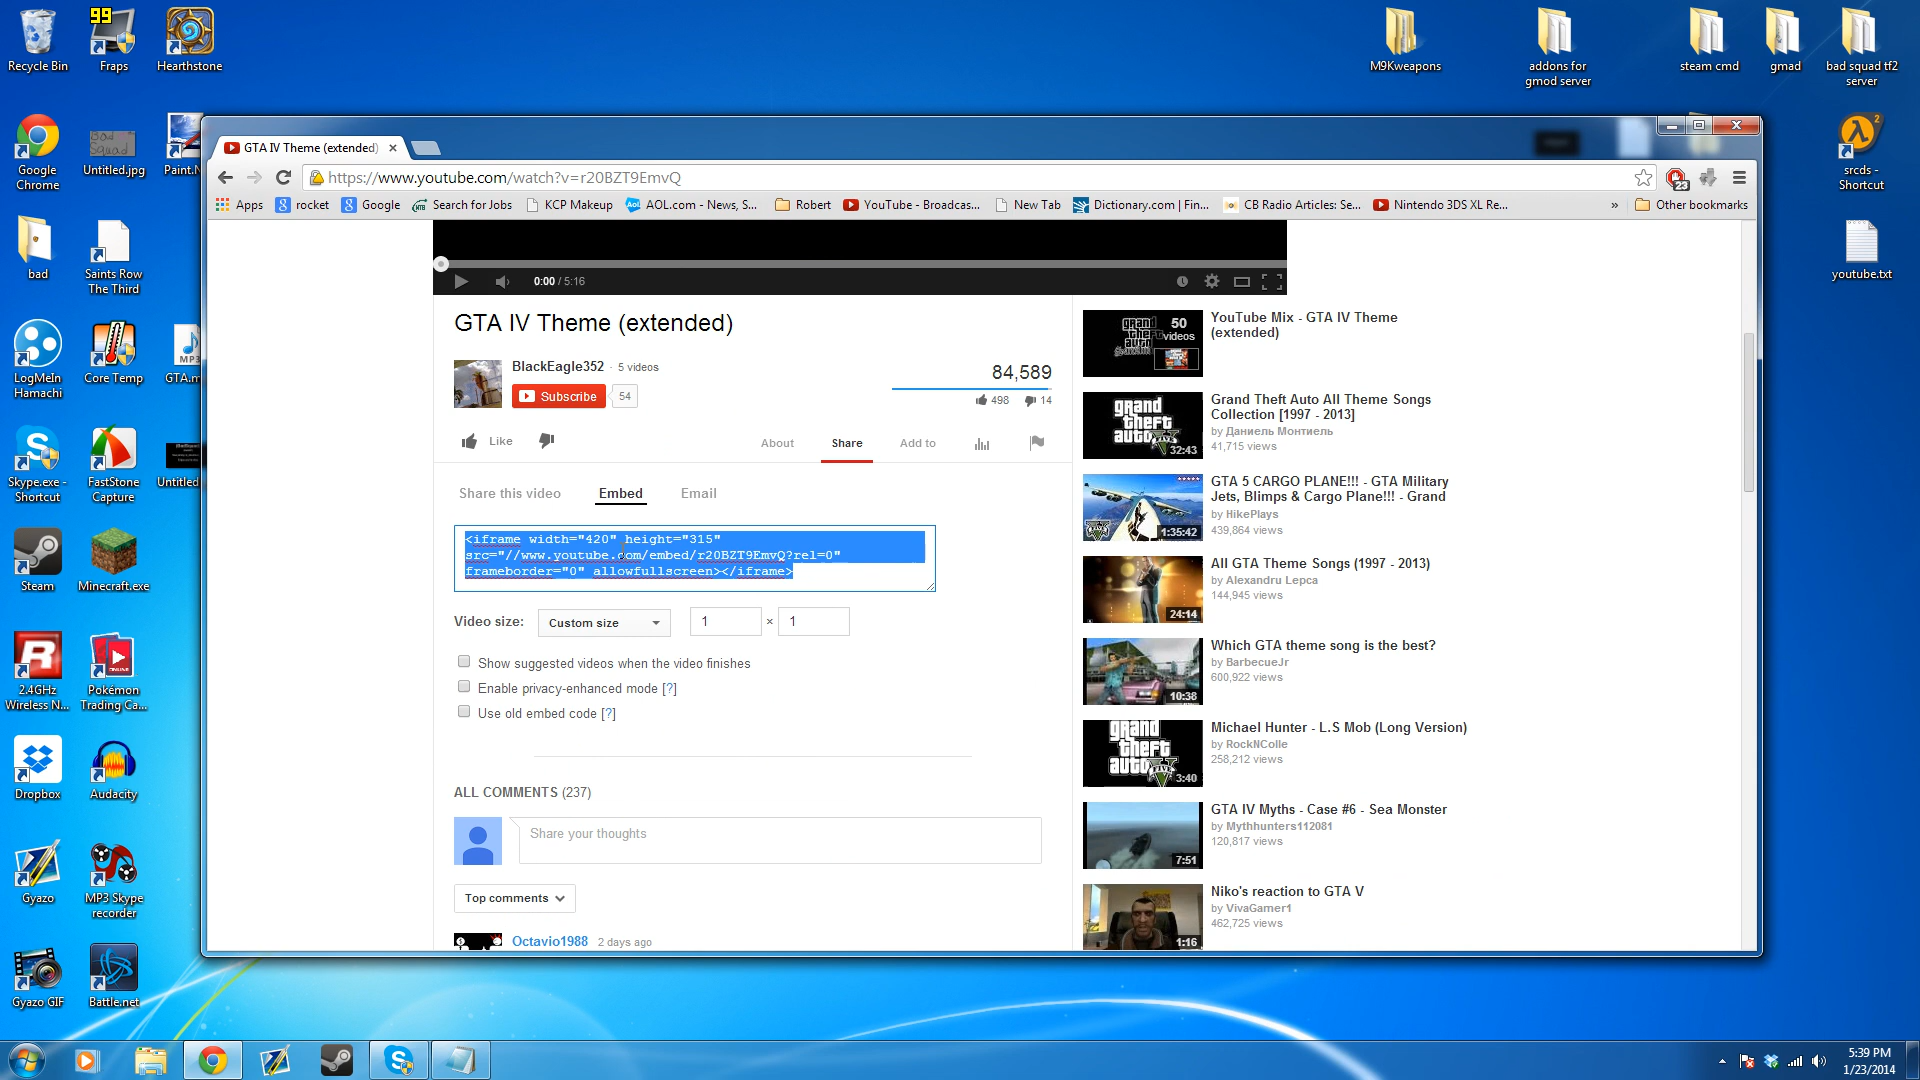 99
Recycle Bin
Fraps
Hearthstone
M9Kweapons
addons for
gmod server
steam cmd
gmad
bad squad tf2
server
Google
Chrome
Untitled.jpg
Paint.N
srcds -
Shortcut
bad
Saints Row
The Third
youtube.txt
LogMeIn
Hamachi
Core Temp
MP3
GTA.m
Skype.exe -
Shortcut
FastStone
Capture
Untitled
Steam
Minecraft.exe
2.4GHz
Wireless N...
Pokémon
Trading Ca...
Dropbox
Audacity
Gyazo
MP3 Skype
recorder
Gyazo GIF
Battle.net
GTA IV Theme (extended)
https://www.youtube.com/watch?v=r20BZT9EmvQ
23
Apps
rocket
Google
Search for Jobs
KCP Makeup
AOL.com - News, S...
Robert
YouTube - Broadcas...
New Tab
Dictionary.com | Fin...
CB Radio Articles: Se...
Nintendo 3DS XL Re...
»
Other bookmarks
0:00 / 5:16
GTA IV Theme (extended)
BlackEagle352 · 5 videos
Subscribe
54
84,589
498
14
Like
About
Share
Add to
Share this video
Embed
Email
<iframe width="420" height="315"
src="//www.youtube.com/embed/r20BZT9EmvQ?rel=0"
frameborder="0" allowfullscreen></iframe>
Video size:
Custom size
1
×
1
Show suggested videos when the video finishes
Enable privacy-enhanced mode [?]
Use old embed code [?]
ALL COMMENTS (237)
Share your thoughts
Top comments
Octavio1988 2 days ago
50
videos
YouTube Mix - GTA IV Theme
(extended)
grand
theft
auto
32:43
Grand Theft Auto All Theme Songs
Collection [1997 - 2013]
by Даниель Монтиель
41,715 views
1:35:42
GTA 5 CARGO PLANE!!! - GTA Military
Jets, Blimps & Cargo Plane!!! - Grand
by HikePlays
439,864 views
24:14
All GTA Theme Songs (1997 - 2013)
by Alexandru Lepca
144,945 views
10:38
Which GTA theme song is the best?
by BarbecueJr
600,922 views
grand
theft
auto
3:40
Michael Hunter - L.S Mob (Long Version)
by RockNColle
258,212 views
7:51
GTA IV Myths - Case #6 - Sea Monster
by Mythhunters112081
120,817 views
1:16
Niko's reaction to GTA V
by VivaGamer1
462,725 views
5:39 PM
1/23/2014